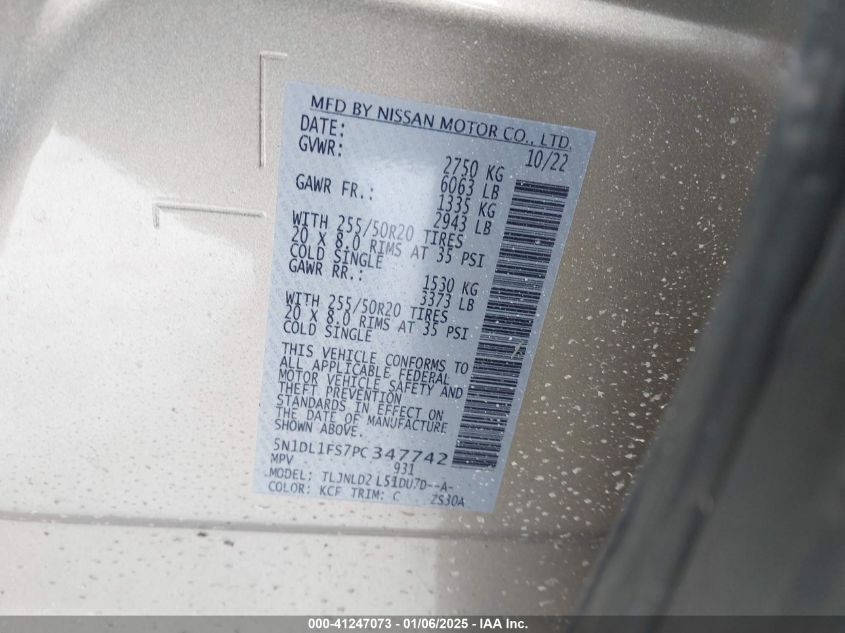 MFD BY NISSAN MOTOR CO., LTD.
DATE: 10/22
GVWR: 2750 KG
6063 LB
GAWR FR.: 1335 KG
2943 LB
WITH 255/50R20 TIRES
20 X 8.0 RIMS AT 35 PSI
COLD SINGLE
GAWR RR.: 1530 KG
3373 LB
WITH 255/50R20 TIRES
20 X 8.0 RIMS AT 35 PSI
COLD SINGLE
THIS VEHICLE CONFORMS TO
ALL APPLICABLE FEDERAL
MOTOR VEHICLE SAFETY AND
THEFT PREVENTION
STANDARDS IN EFFECT ON
THE DATE OF MANUFACTURE
SHOWN ABOVE.
5N1DL1FS7PC347742
MPV 931
MODEL: TLJNLD2 L51DU7D--A-
COLOR: KCF TRIM: C ZS30A
000-41247073 - 01/06/2025 - IAA Inc.